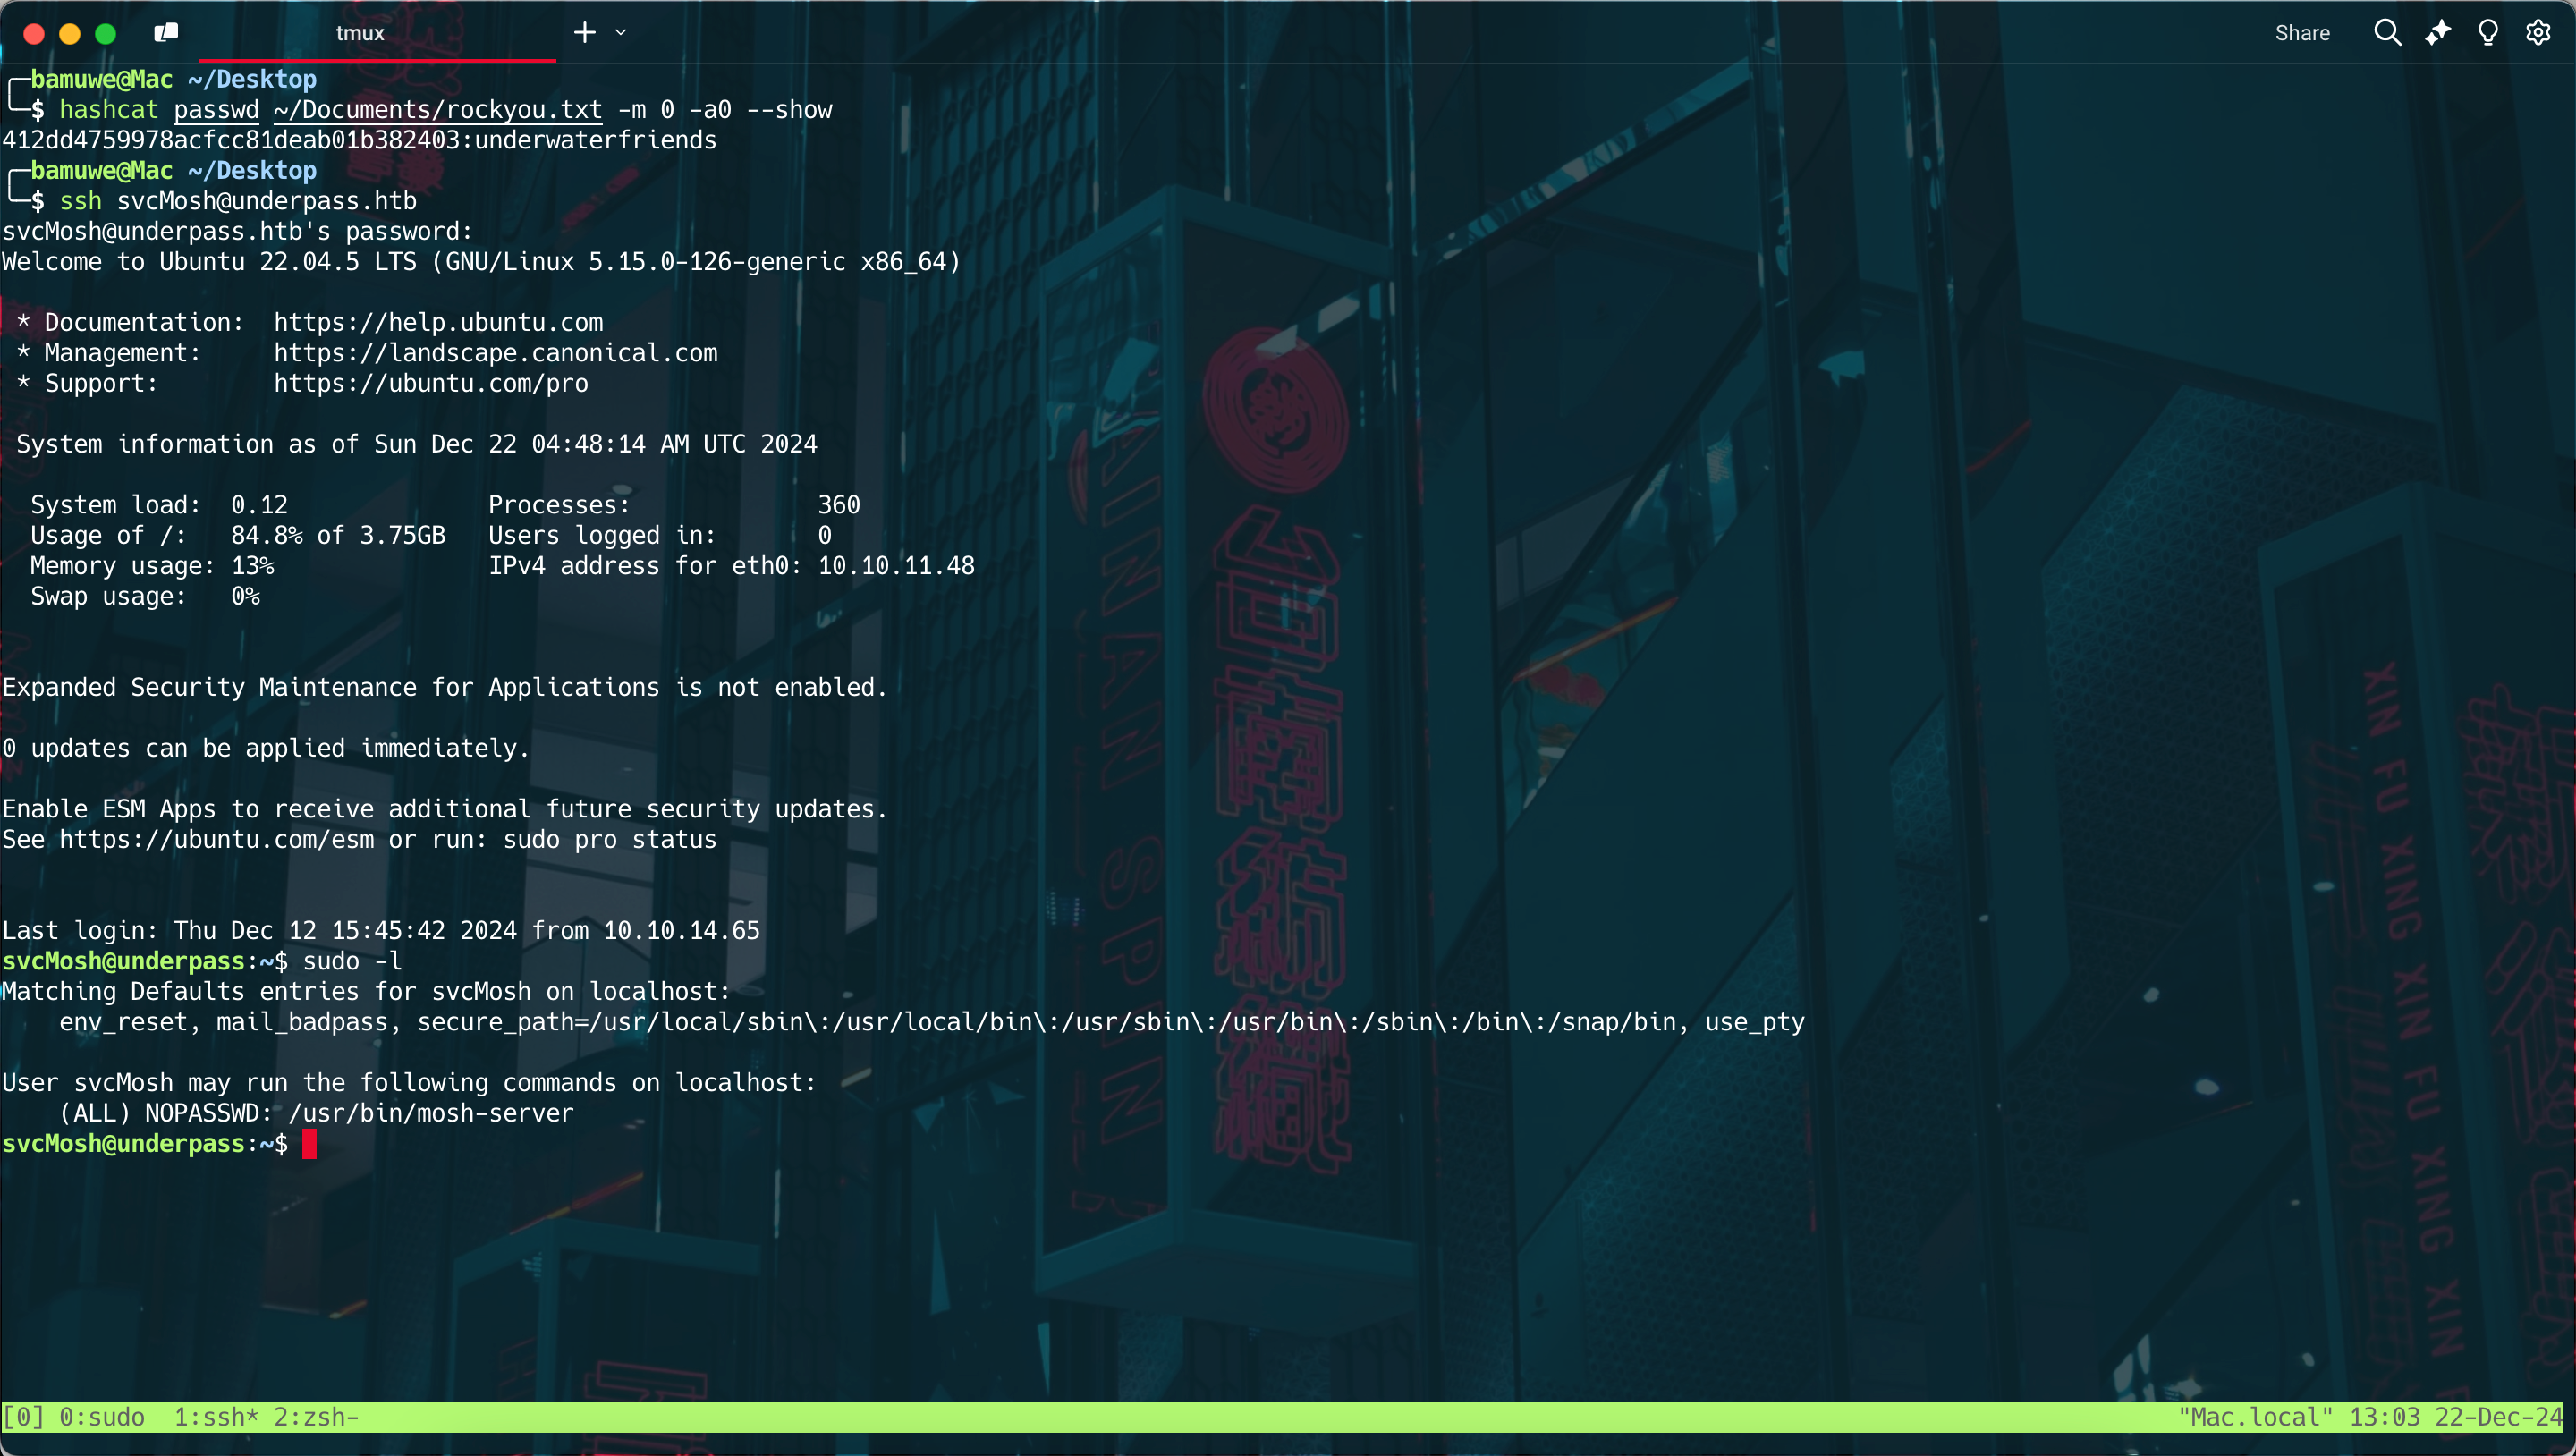 tmux
Share
bamuwe@Mac ~/Desktop
$ hashcat passwd ~/Documents/rockyou.txt -m 0 -a0 --show
412dd4759978acfcc81deab01b382403:underwaterfriends
bamuwe@Mac ~/Desktop
$ ssh svcMosh@underpass.htb
svcMosh@underpass.htb's password:
Welcome to Ubuntu 22.04.5 LTS (GNU/Linux 5.15.0-126-generic x86_64)
* Documentation:  https://help.ubuntu.com
* Management:     https://landscape.canonical.com
* Support:        https://ubuntu.com/pro
System information as of Sun Dec 22 04:48:14 AM UTC 2024
System load:  0.12              Processes:             360
Usage of /:   84.8% of 3.75GB   Users logged in:       0
Memory usage: 13%               IPv4 address for eth0: 10.10.11.48
Swap usage:   0%
Expanded Security Maintenance for Applications is not enabled.
0 updates can be applied immediately.
Enable ESM Apps to receive additional future security updates.
See https://ubuntu.com/esm or run: sudo pro status
Last login: Thu Dec 12 15:45:42 2024 from 10.10.14.65
svcMosh@underpass:~$ sudo -l
Matching Defaults entries for svcMosh on localhost:
env_reset, mail_badpass, secure_path=/usr/local/sbin\:/usr/local/bin\:/usr/sbin\:/usr/bin\:/sbin\:/bin\:/snap/bin, use_pty
User svcMosh may run the following commands on localhost:
(ALL) NOPASSWD: /usr/bin/mosh-server
svcMosh@underpass:~$
XIN FU XING XIN FU XING XIN FU
[0] 0:sudo  1:ssh* 2:zsh-
"Mac.local" 13:03 22-Dec-24